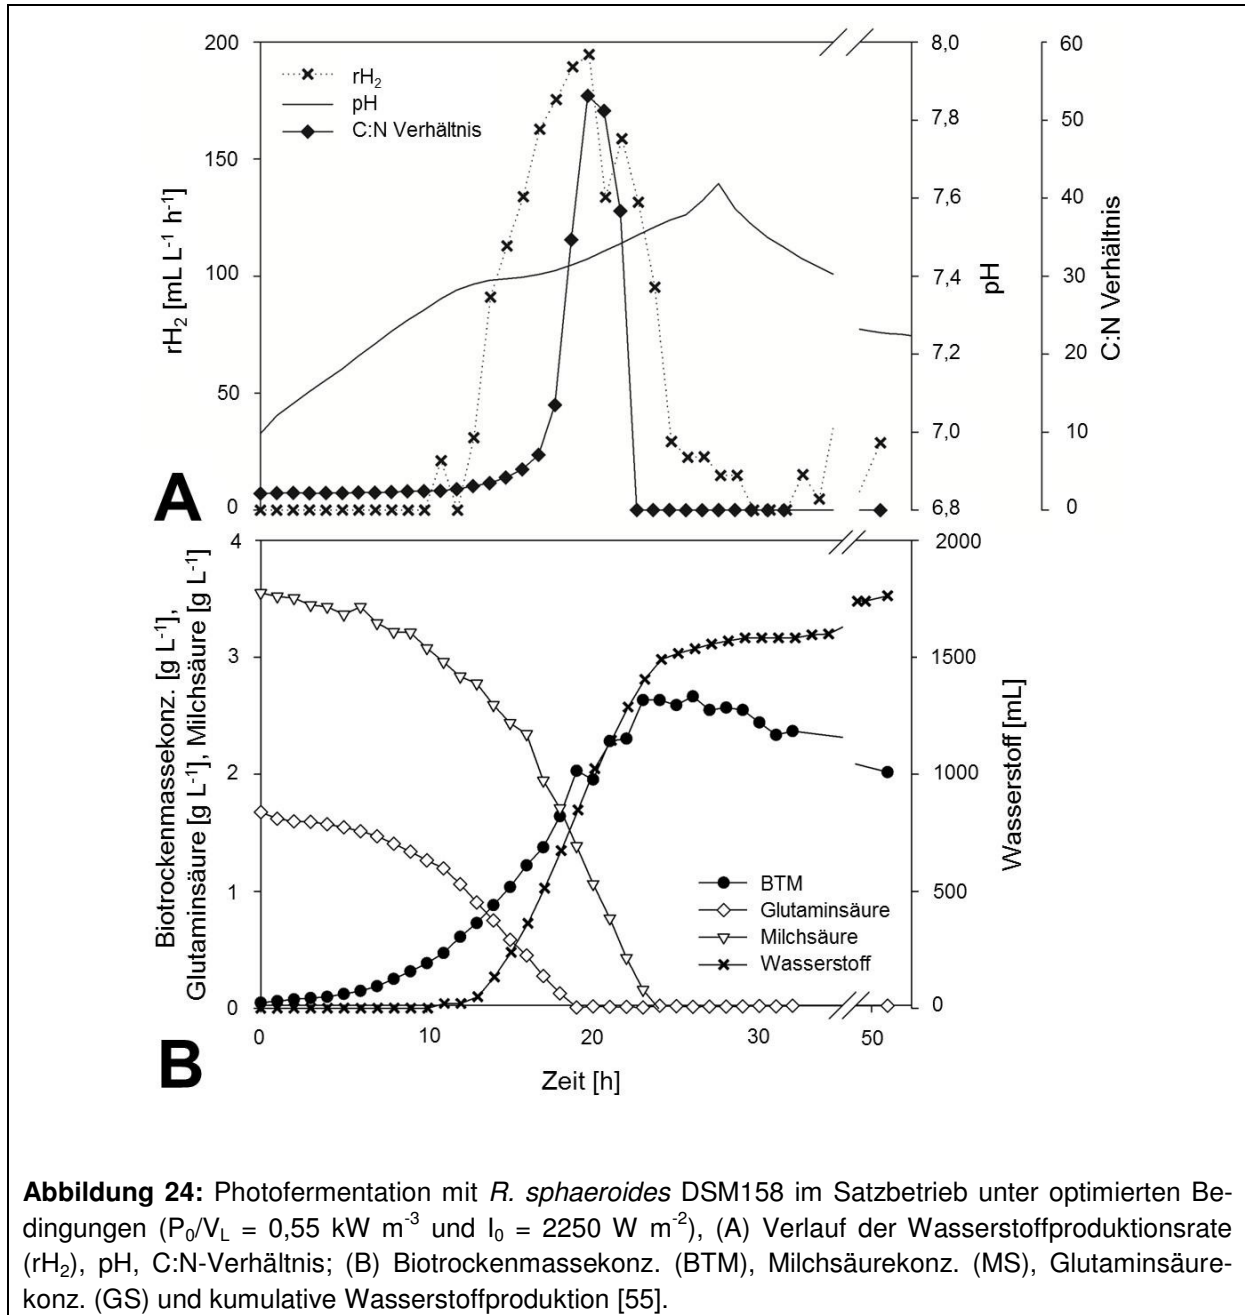 200
150
100
50
0
rH2 [mL L-1 h-1]
rH2
pH
C:N Verhältnis
8,0
7,8
7,6
7,4
7,2
7,0
6,8
pH
60
50
40
30
20
10
0
C:N Verhältnis
A
4
3
2
1
0
Biotrockenmassekonz. [g L-1],
Glutaminsäure [g L-1], Milchsäure [g L-1]
2000
1500
1000
500
0
Wasserstoff [mL]
BTM
Glutaminsäure
Milchsäure
Wasserstoff
0 10 20 30 50
B
Zeit [h]
Abbildung 24: Photofermentation mit R. sphaeroides DSM158 im Satzbetrieb unter optimierten Be-
dingungen (P0/VL = 0,55 kW m-3 und I0 = 2250 W m-2), (A) Verlauf der Wasserstoffproduktionsrate
(rH2), pH, C:N-Verhältnis; (B) Biotrockenmassekonz. (BTM), Milchsäurekonz. (MS), Glutaminsäure-
konz. (GS) und kumulative Wasserstoffproduktion [55].